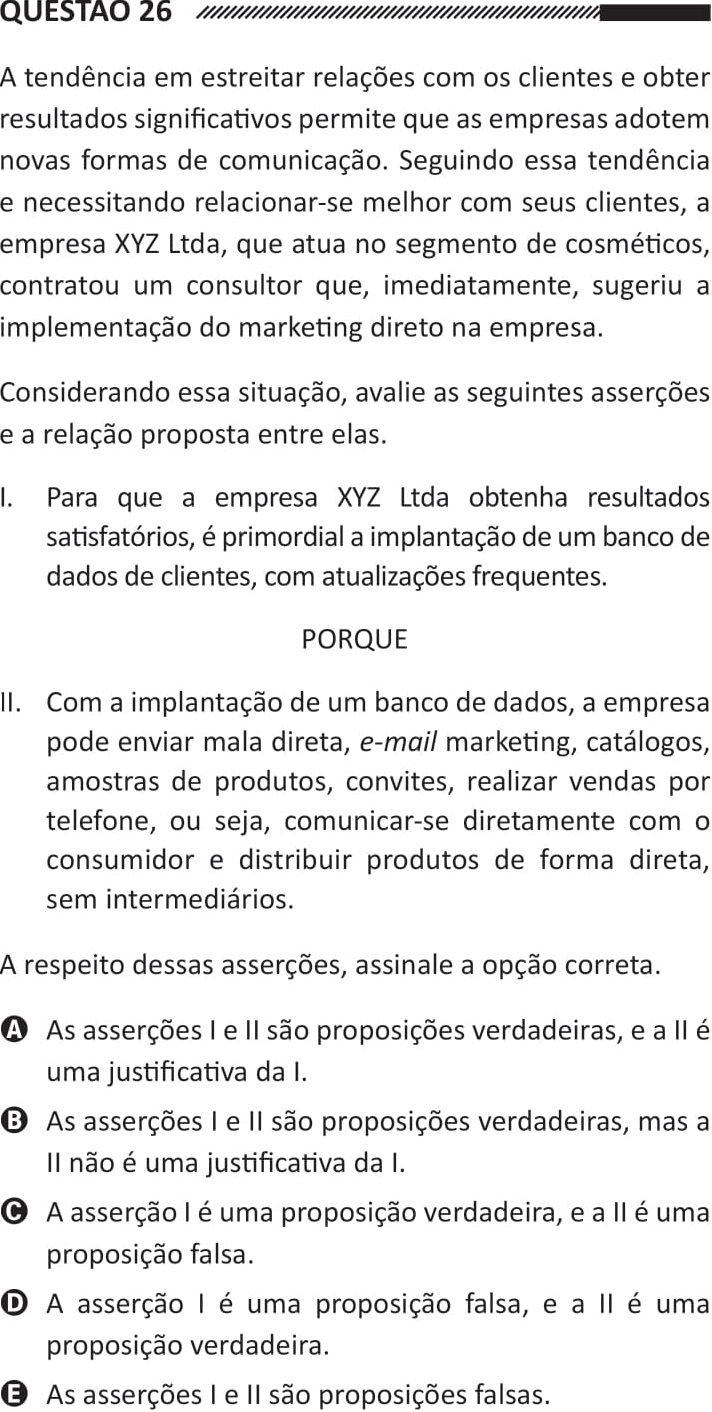 QUESTÃO 26
A tendência em estreitar relações com os clientes e obter
resultados significativos permite que as empresas adotem
novas formas de comunicação. Seguindo essa tendência
e necessitando relacionar-se melhor com seus clientes, a
empresa XYZ Ltda, que atua no segmento de cosméticos,
contratou um consultor que, imediatamente, sugeriu a
implementação do marketing direto na empresa.
Considerando essa situação, avalie as seguintes asserções
e a relação proposta entre elas.
I. Para que a empresa XYZ Ltda obtenha resultados
satisfatórios, é primordial a implantação de um banco de
dados de clientes, com atualizações frequentes.
PORQUE
II. Com a implantação de um banco de dados, a empresa
pode enviar mala direta, e-mail marketing, catálogos,
amostras de produtos, convites, realizar vendas por
telefone, ou seja, comunicar-se diretamente com o
consumidor e distribuir produtos de forma direta,
sem intermediários.
A respeito dessas asserções, assinale a opção correta.
A As asserções I e II são proposições verdadeiras, e a II é
uma justificativa da I.
B As asserções I e II são proposições verdadeiras, mas a
II não é uma justificativa da I.
C A asserção I é uma proposição verdadeira, e a II é uma
proposição falsa.
D A asserção I é uma proposição falsa, e a II é uma
proposição verdadeira.
E As asserções I e II são proposições falsas.